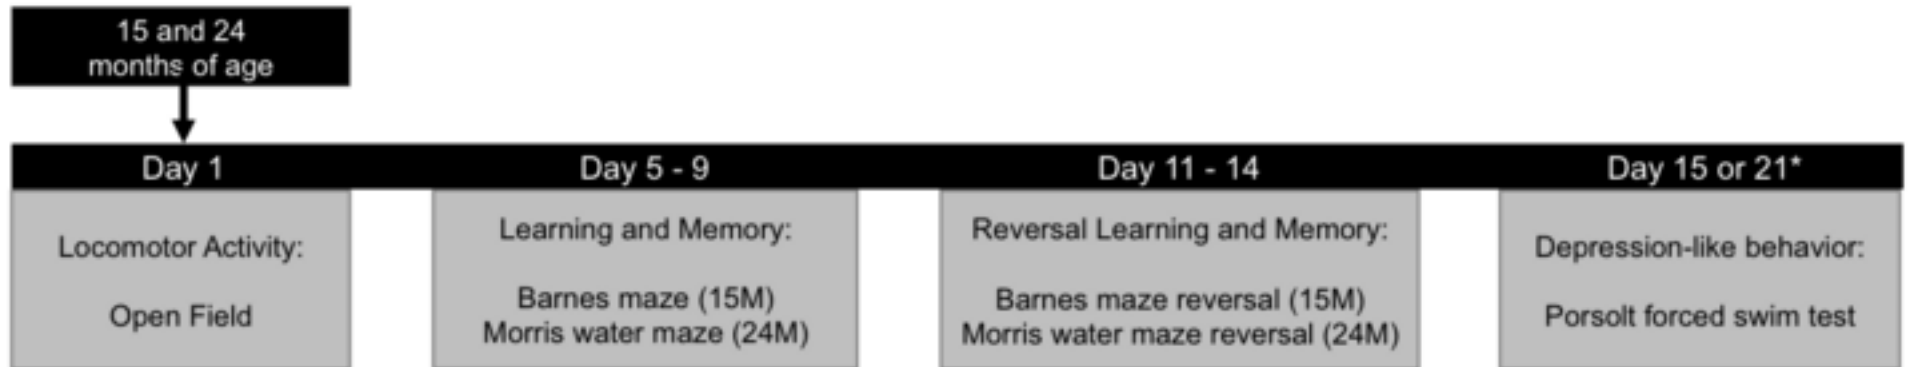 15 and 24
months of age
Day 1
Day 5 - 9
Day 11 - 14
Day 15 or 21*
Locomotor Activity:
Open Field
Learning and Memory:
Barnes maze (15M)
Morris water maze (24M)
Reversal Learning and Memory:
Barnes maze reversal (15M)
Morris water maze reversal (24M)
Depression-like behavior:
Porsolt forced swim test